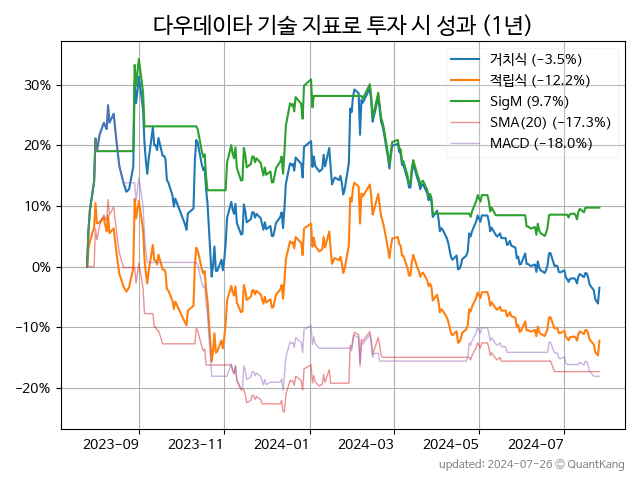 다우데이타 기술 지표로 투자 시 성과 (1년)
거치식 (−3.5%)
적립식 (−12.2%)
SigM (9.7%)
SMA(20) (−17.3%)
MACD (−18.0%)
30%
20%
10%
0%
−10%
−20%
2023−09
2023−11
2024−01
2024−03
2024−05
2024−07
updated: 2024-07-26 © QuantKang